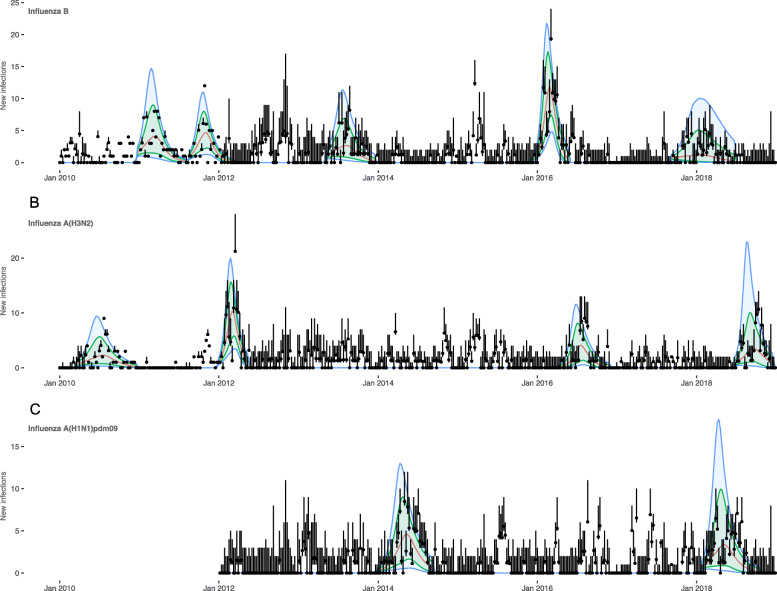 Influenza B
New infections
25
20
15
10
5
0
Jan 2010
Jan 2012
Jan 2014
Jan 2016
Jan 2018
B
Influenza A(H3N2)
New infections
20
10
0
Jan 2010
Jan 2012
Jan 2014
Jan 2016
Jan 2018
C
Influenza A(H1N1)pdm09
New infections
15
10
5
0
Jan 2010
Jan 2012
Jan 2014
Jan 2016
Jan 2018